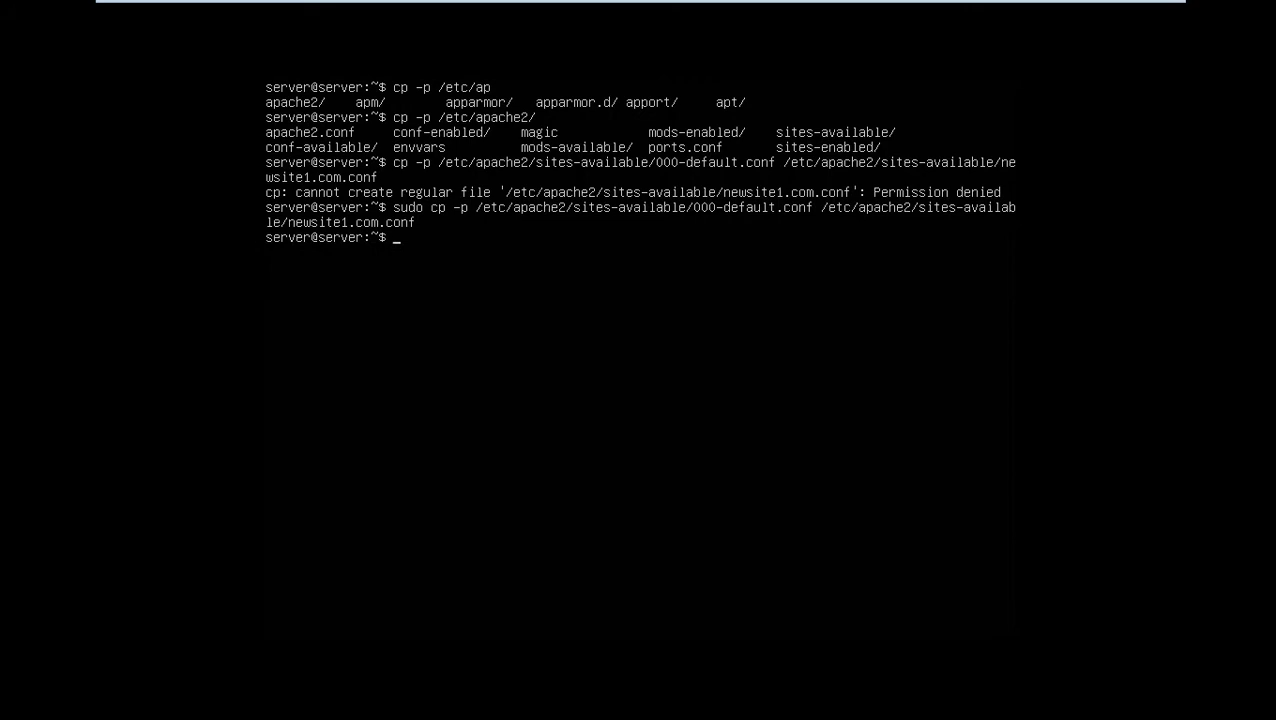 server@server:~$ cp -p /etc/ap
apache2/    apm/        apparmor/   apparmor.d/ apport/     apt/
server@server:~$ cp -p /etc/apache2/
apache2.conf     conf-enabled/    magic            mods-enabled/    sites-available/
conf-available/  envvars          mods-available/  ports.conf       sites-enabled/
server@server:~$ cp -p /etc/apache2/sites-available/000-default.conf /etc/apache2/sites-available/ne
wsite1.com.conf
cp: cannot create regular file '/etc/apache2/sites-available/newsite1.com.conf': Permission denied
server@server:~$ sudo cp -p /etc/apache2/sites-available/000-default.conf /etc/apache2/sites-availab
le/newsite1.com.conf
server@server:~$ _